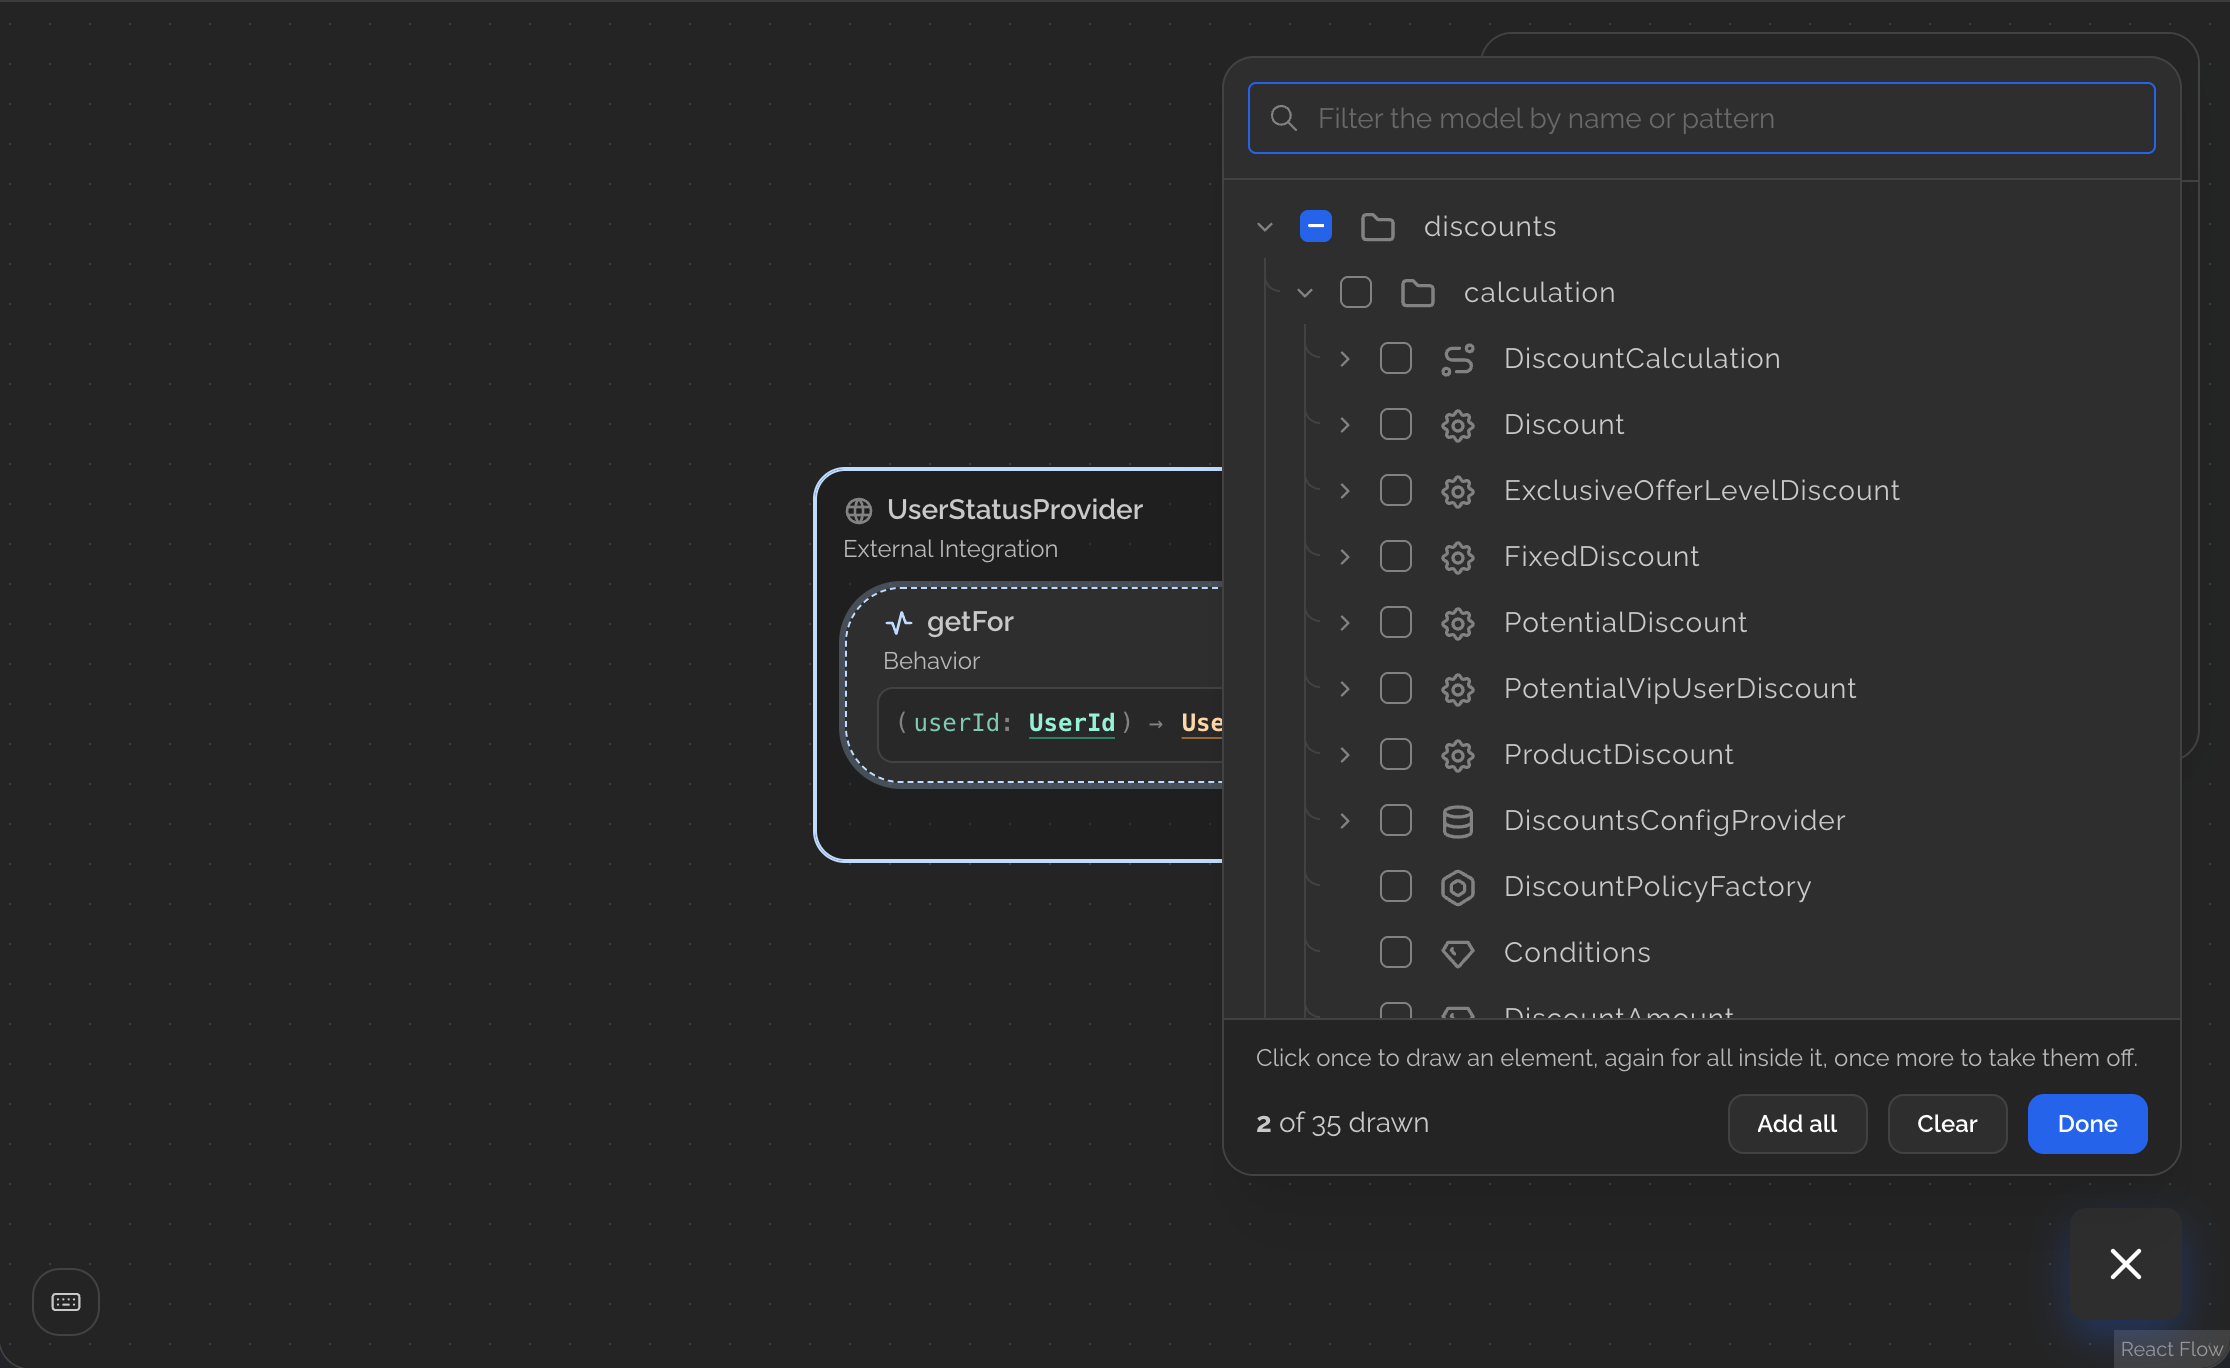 Filter the model by name or pattern
discounts
calculation
DiscountCalculation
Discount
ExclusiveOfferLevelDiscount
FixedDiscount
PotentialDiscount
PotentialVipUserDiscount
ProductDiscount
DiscountsConfigProvider
DiscountPolicyFactory
Conditions
DiscountAmount
Click once to draw an element, again for all inside it, once more to take them off.
2 of 35 drawn
Add all
Clear
Done
UserStatusProvider
External Integration
getFor
Behavior
(userId: UserId) → Use
React Flow